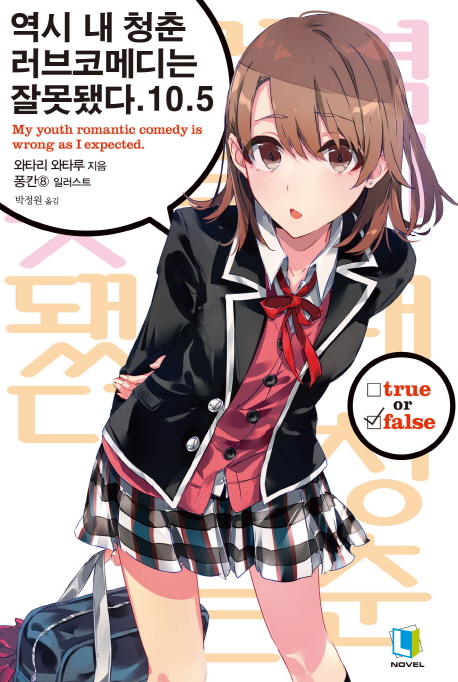 역시 내 청춘
러브코메디는
잘못됐다.10.5
My youth romantic comedy is
wrong as I expected.
와타리 와타루 지음
퐁칸⑧ 일러스트
박정원 옮김
true
or
false
NOVEL